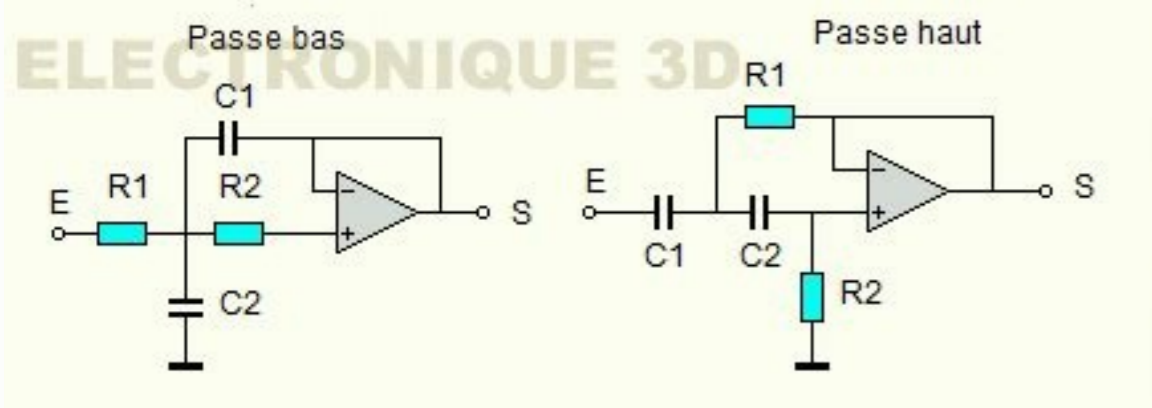 Passe bas
Passe haut
ELECTRONIQUE 3D
C1
R1
E
R1
R2
−
+
S
C2
E
C1
C2
−
+
S
R2